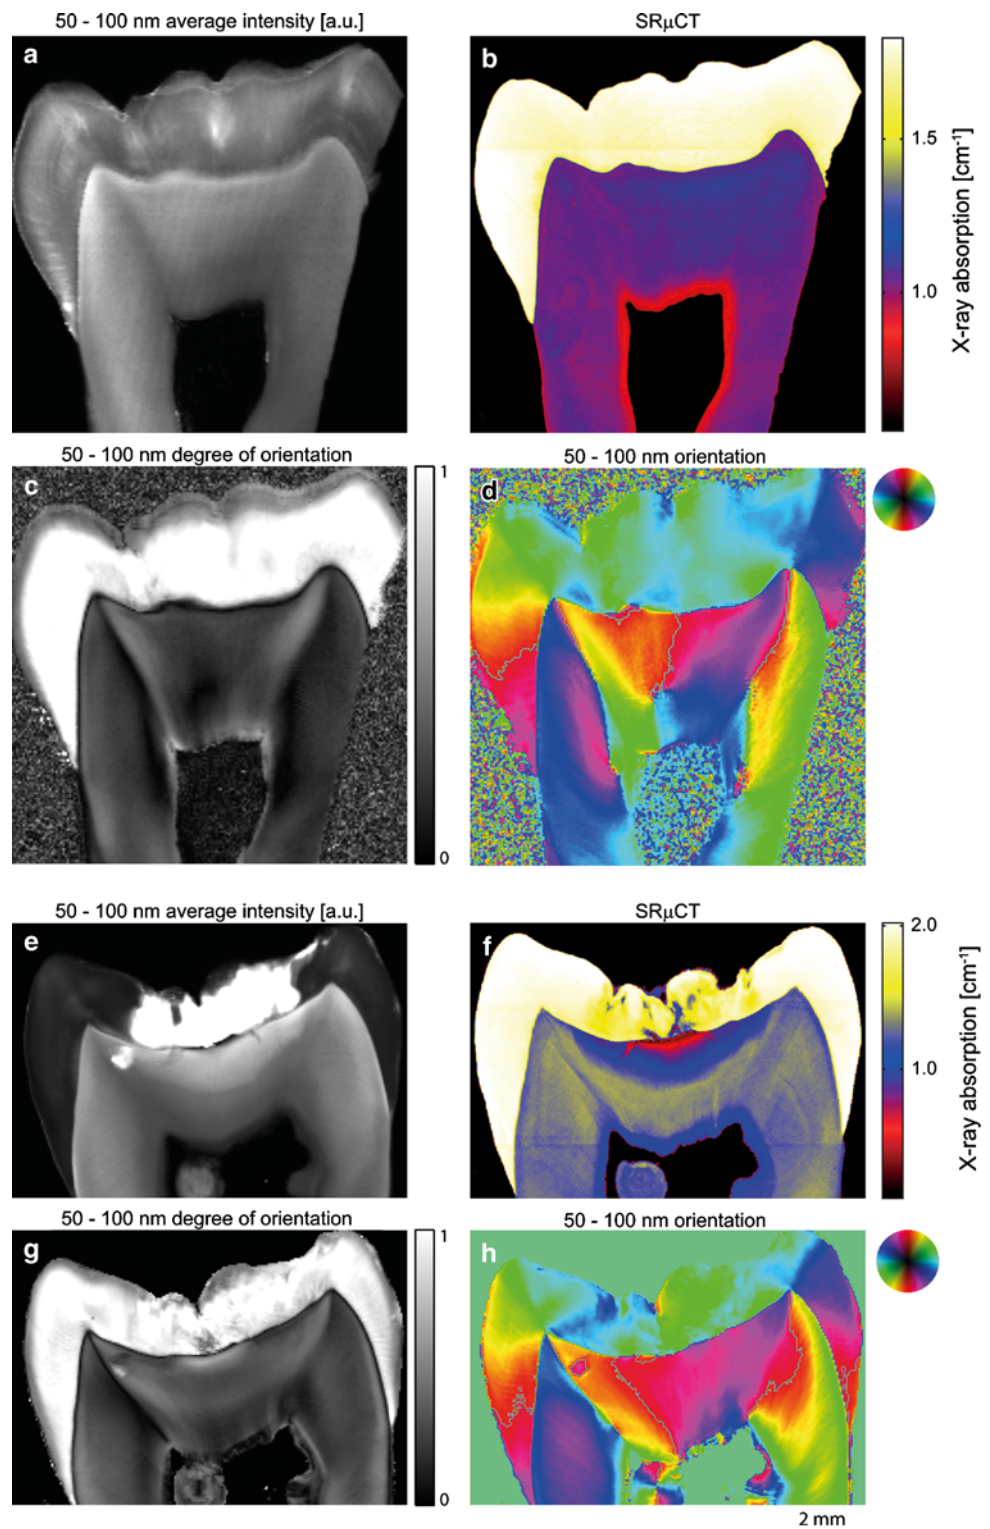 50 - 100 nm average intensity [a.u.]
SRμCT
a
b
1.5
1.0
X-ray absorption [cm⁻¹]
50 - 100 nm degree of orientation
50 - 100 nm orientation
c
1
0
d
50 - 100 nm average intensity [a.u.]
SRμCT
e
f
2.0
1.0
X-ray absorption [cm⁻¹]
50 - 100 nm degree of orientation
50 - 100 nm orientation
g
1
0
h
2 mm